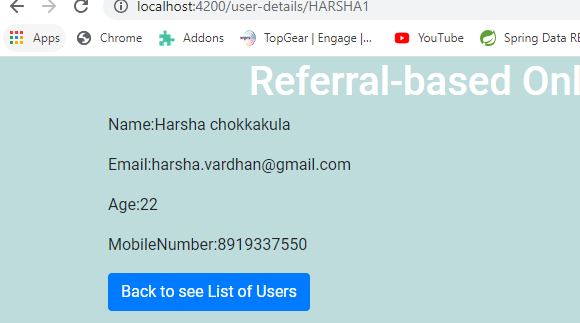 localhost:4200/user-details/HARSHA1
Apps Chrome Addons TopGear | Engage |... YouTube Spring Data RE
Referral-based Onl
Name:Harsha chokkakula
Email:harsha.vardhan@gmail.com
Age:22
MobileNumber:8919337550
Back to see List of Users